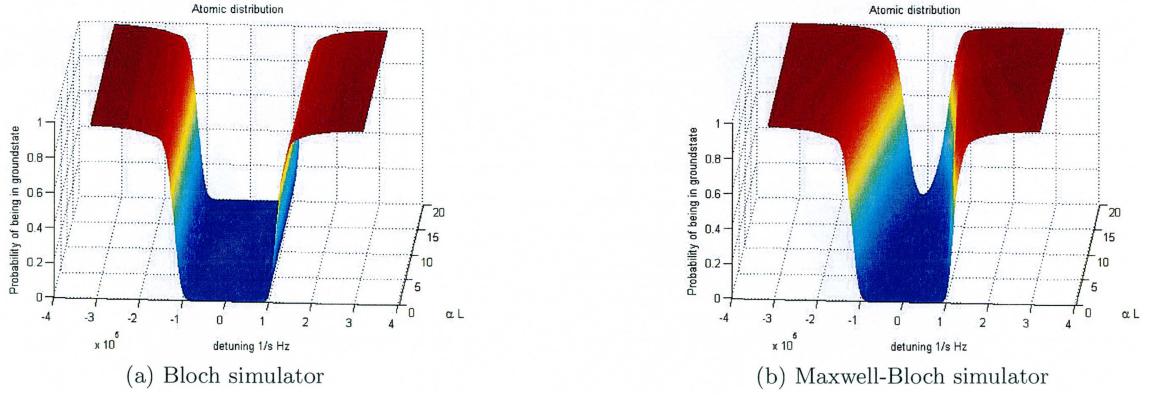 Atomic distribution
Probability of being in groundstate
1
0.8
0.6
0.4
0.2
0
-4 -3 -2 -1 0 1 2 3 4
x 10^6
detuning 1/s Hz
20
15
10
5
0
α L
(a) Bloch simulator
Atomic distribution
Probability of being in groundstate
1
0.8
0.6
0.4
0.2
0
-4 -3 -2 -1 0 1 2 3 4
x 10^6
detuning 1/s Hz
20
15
10
5
0
α L
(b) Maxwell-Bloch simulator